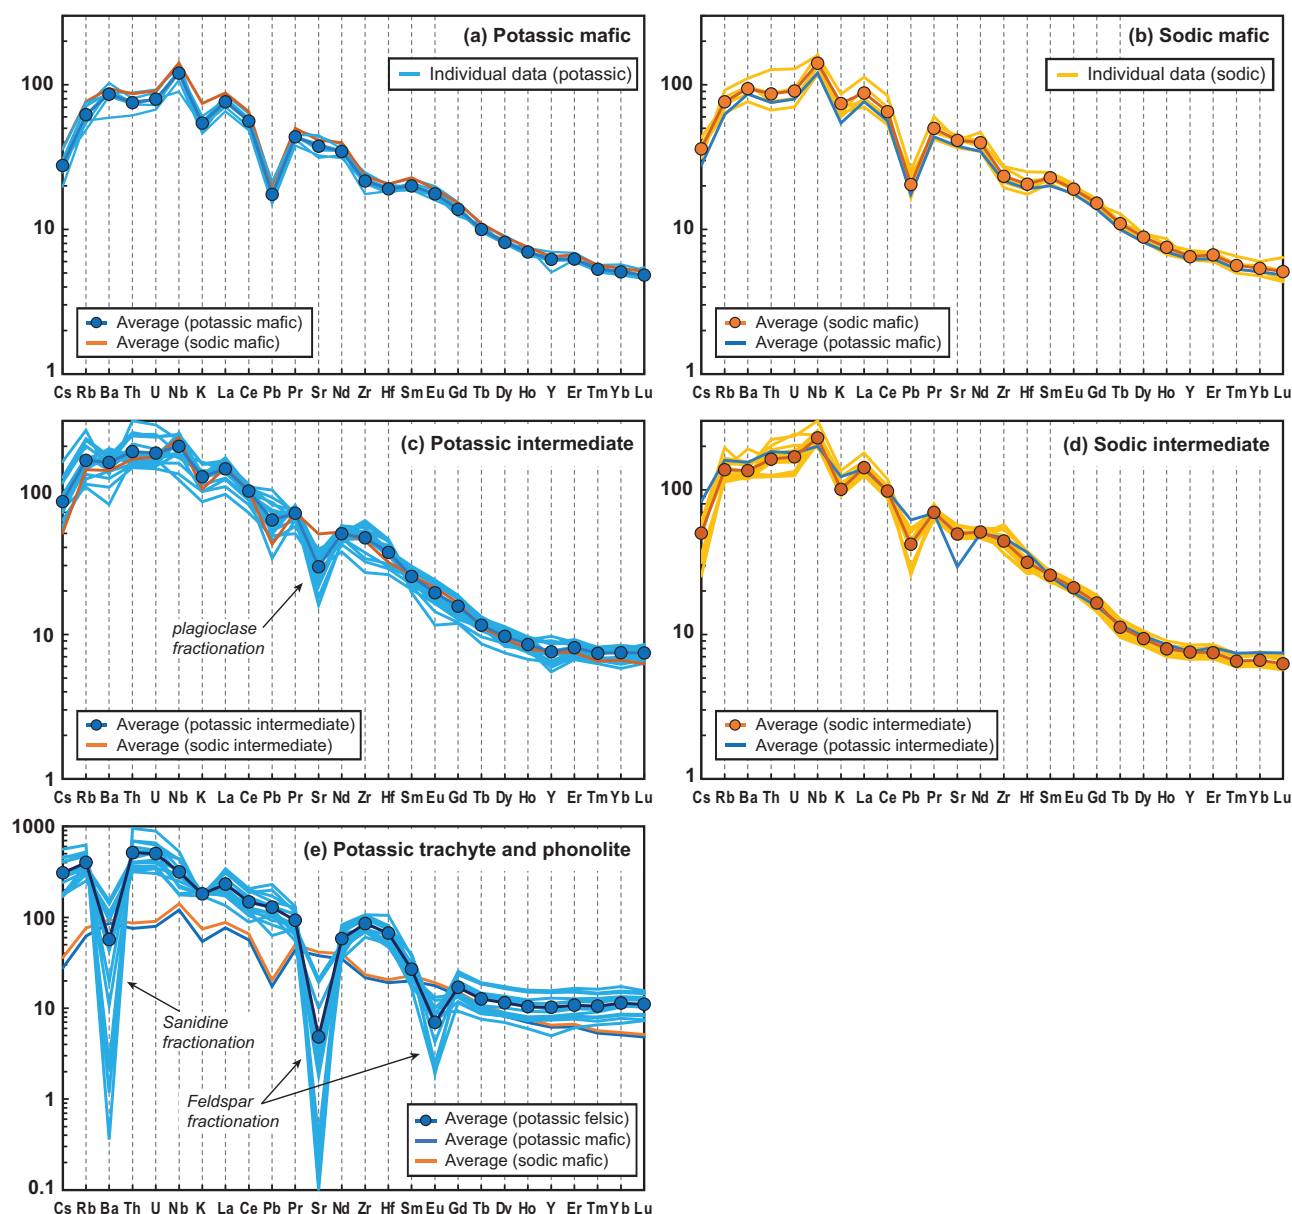 (a) Potassic mafic
Individual data (potassic)
100
10
1
Average (potassic mafic)
Average (sodic mafic)
Cs Rb Ba Th U Nb K La Ce Pb Pr Sr Nd Zr Hf Sm Eu Gd Tb Dy Ho Y Er Tm Yb Lu
(b) Sodic mafic
Individual data (sodic)
100
10
1
Average (sodic mafic)
Average (potassic mafic)
Cs Rb Ba Th U Nb K La Ce Pb Pr Sr Nd Zr Hf Sm Eu Gd Tb Dy Ho Y Er Tm Yb Lu
(c) Potassic intermediate
100
10
1
plagioclase
fractionation
Average (potassic intermediate)
Average (sodic intermediate)
Cs Rb Ba Th U Nb K La Ce Pb Pr Sr Nd Zr Hf Sm Eu Gd Tb Dy Ho Y Er Tm Yb Lu
(d) Sodic intermediate
100
10
1
Average (sodic intermediate)
Average (potassic intermediate)
Cs Rb Ba Th U Nb K La Ce Pb Pr Sr Nd Zr Hf Sm Eu Gd Tb Dy Ho Y Er Tm Yb Lu
(e) Potassic trachyte and phonolite
1000
100
10
1
0.1
Sanidine
fractionation
Feldspar
fractionation
Average (potassic felsic)
Average (potassic mafic)
Average (sodic mafic)
Cs Rb Ba Th U Nb K La Ce Pb Pr Sr Nd Zr Hf Sm Eu Gd Tb Dy Ho Y Er Tm Yb Lu